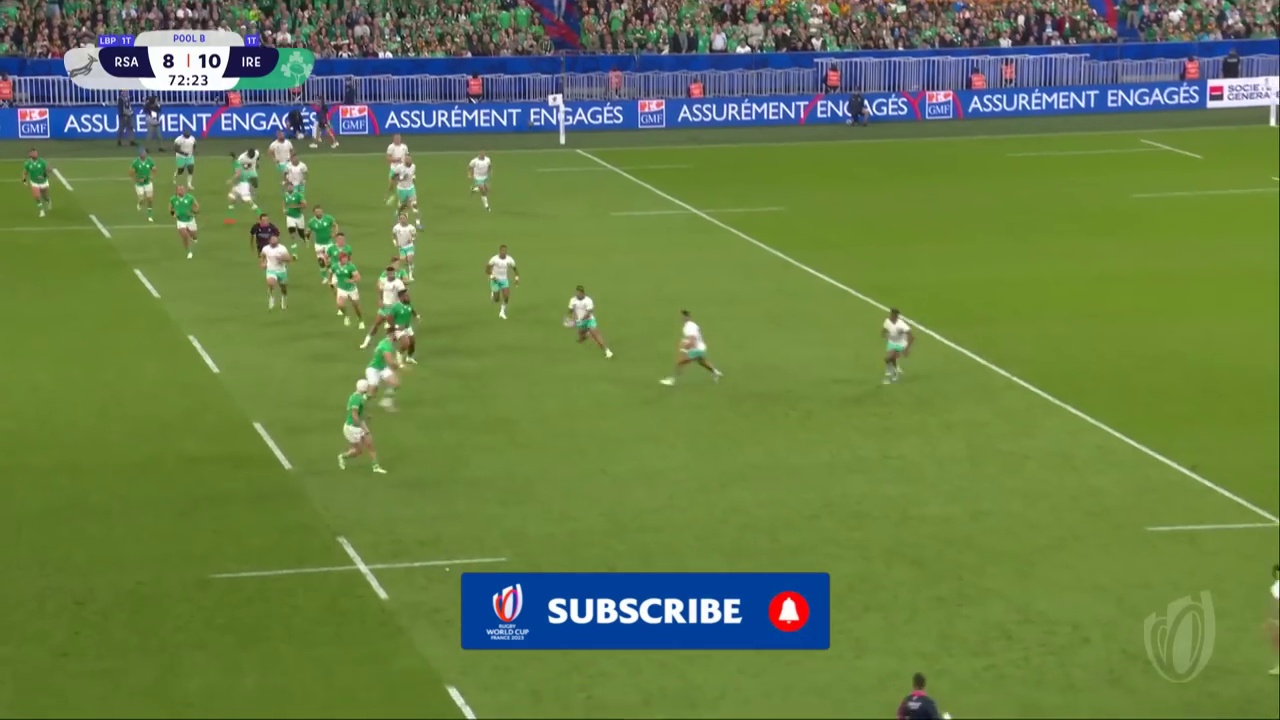 LBP 1T
POOL B
1T
RSA 8 | 10 IRE
72:23
GMF ASSURÉMENT ENGAGÉS GMF ASSURÉMENT ENGAGÉS GMF ASSURÉMENT ENGAGÉS GMF ASSURÉMENT ENGAGÉS
SOCIETE GENERA
SUBSCRIBE
RUGBY
WORLD CUP
FRANCE 2023